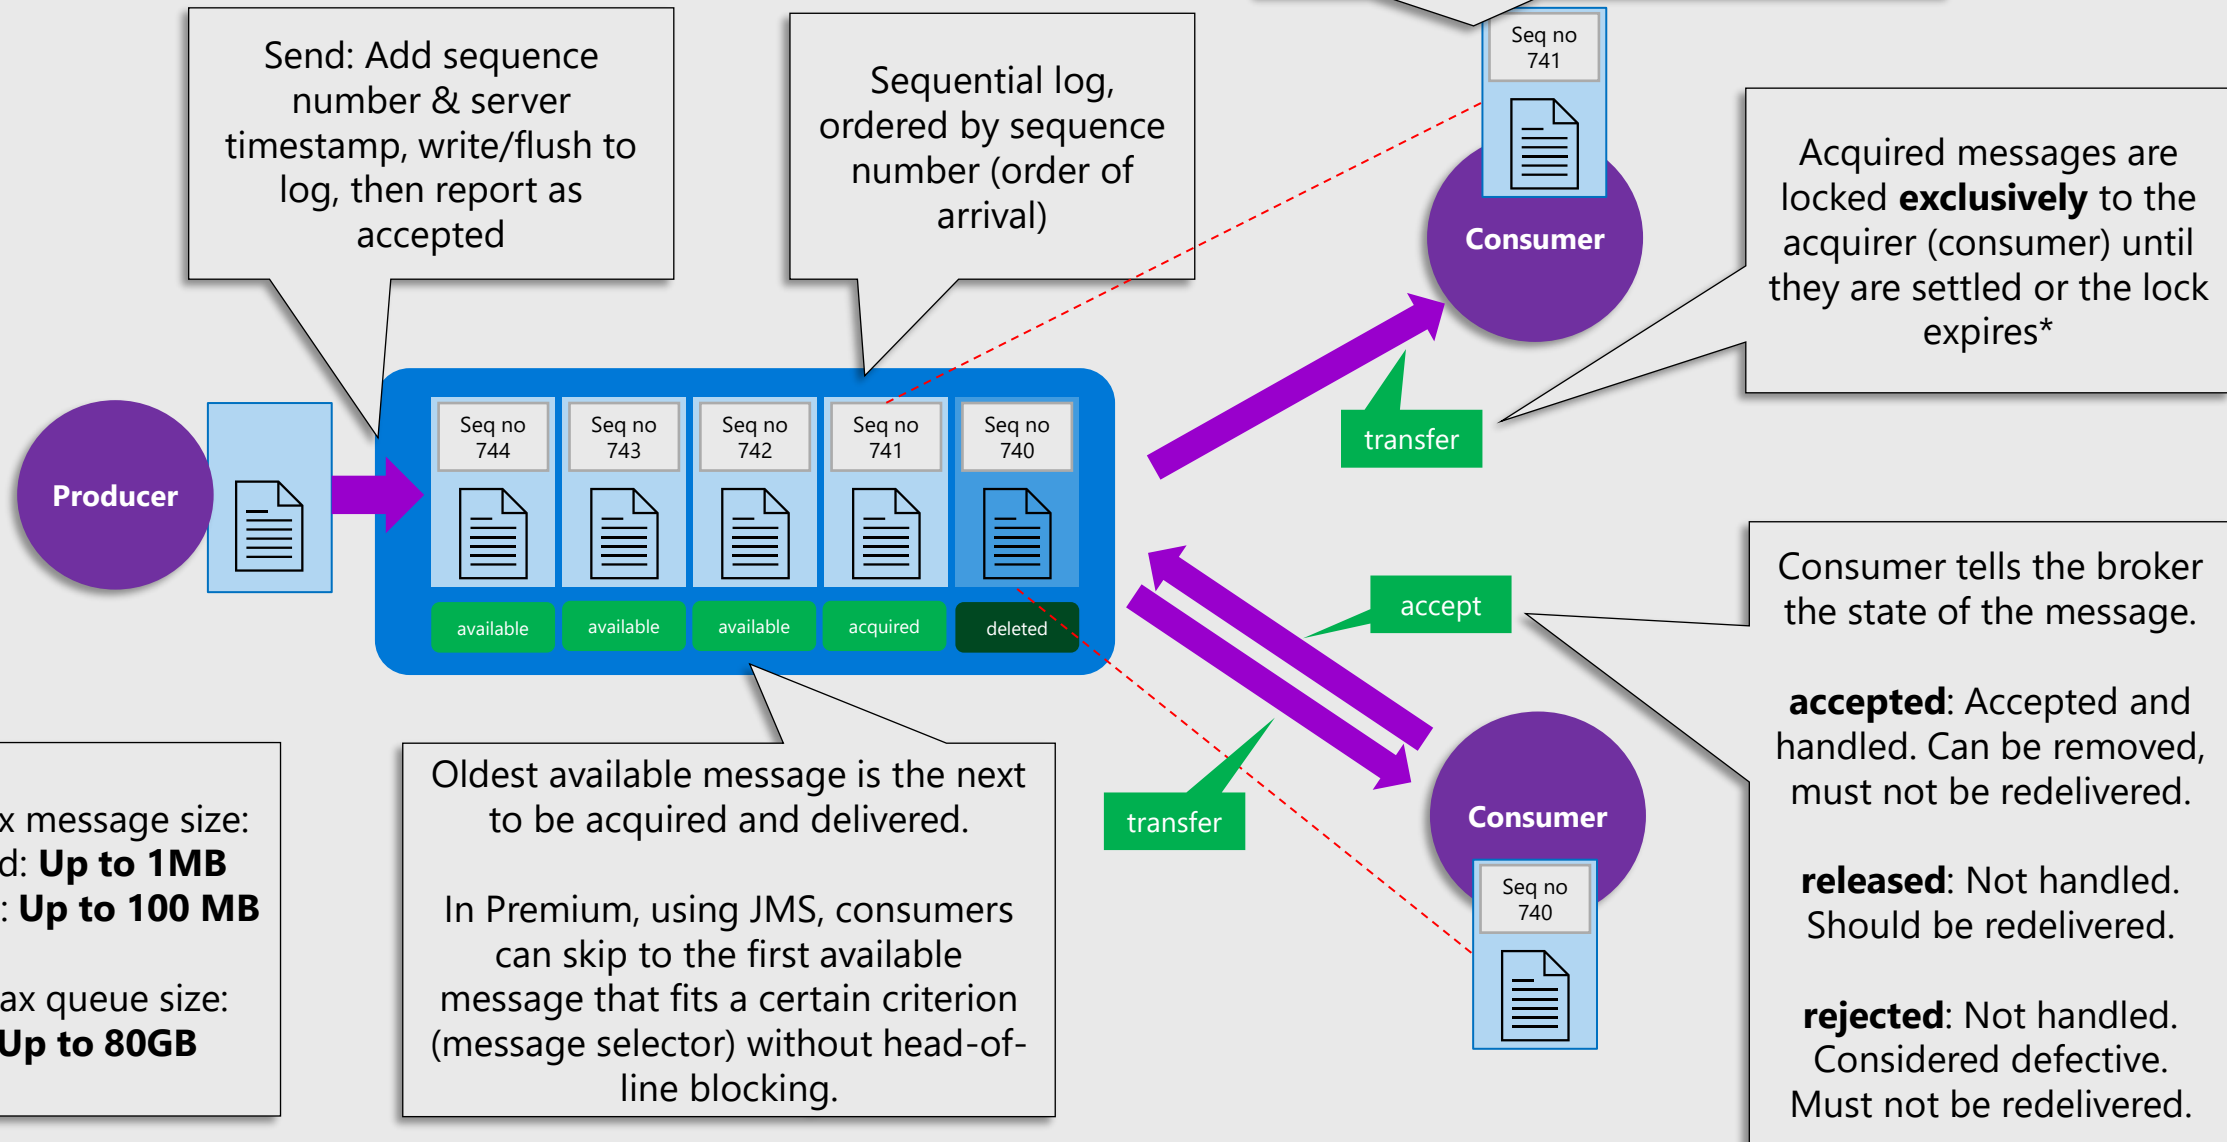 Send: Add sequence
number & server
timestamp, write/flush to
log, then report as
accepted
Sequential log,
ordered by sequence
number (order of
arrival)
Seq no
741
Consumer
Acquired messages are
locked exclusively to the
acquirer (consumer) until
they are settled or the lock
expires*
transfer
Producer
Seq no
744
Seq no
743
Seq no
742
Seq no
741
Seq no
740
available
available
available
acquired
deleted
accept
transfer
Consumer
Seq no
740
Consumer tells the broker
the state of the message.
accepted: Accepted and
handled. Can be removed,
must not be redelivered.
released: Not handled.
Should be redelivered.
rejected: Not handled.
Considered defective.
Must not be redelivered.
message size:
Up to 1MB
: Up to 100 MB
queue size:
Up to 80GB
Oldest available message is the next
to be acquired and delivered.
In Premium, using JMS, consumers
can skip to the first available
message that fits a certain criterion
(message selector) without head-of-
line blocking.